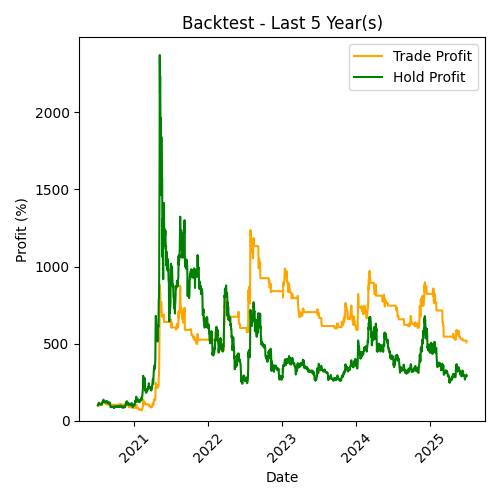 Backtest - Last 5 Year(s)
Trade Profit
Hold Profit
Profit (%)
2000
1500
1000
500
0
2021
2022
2023
2024
2025
Date